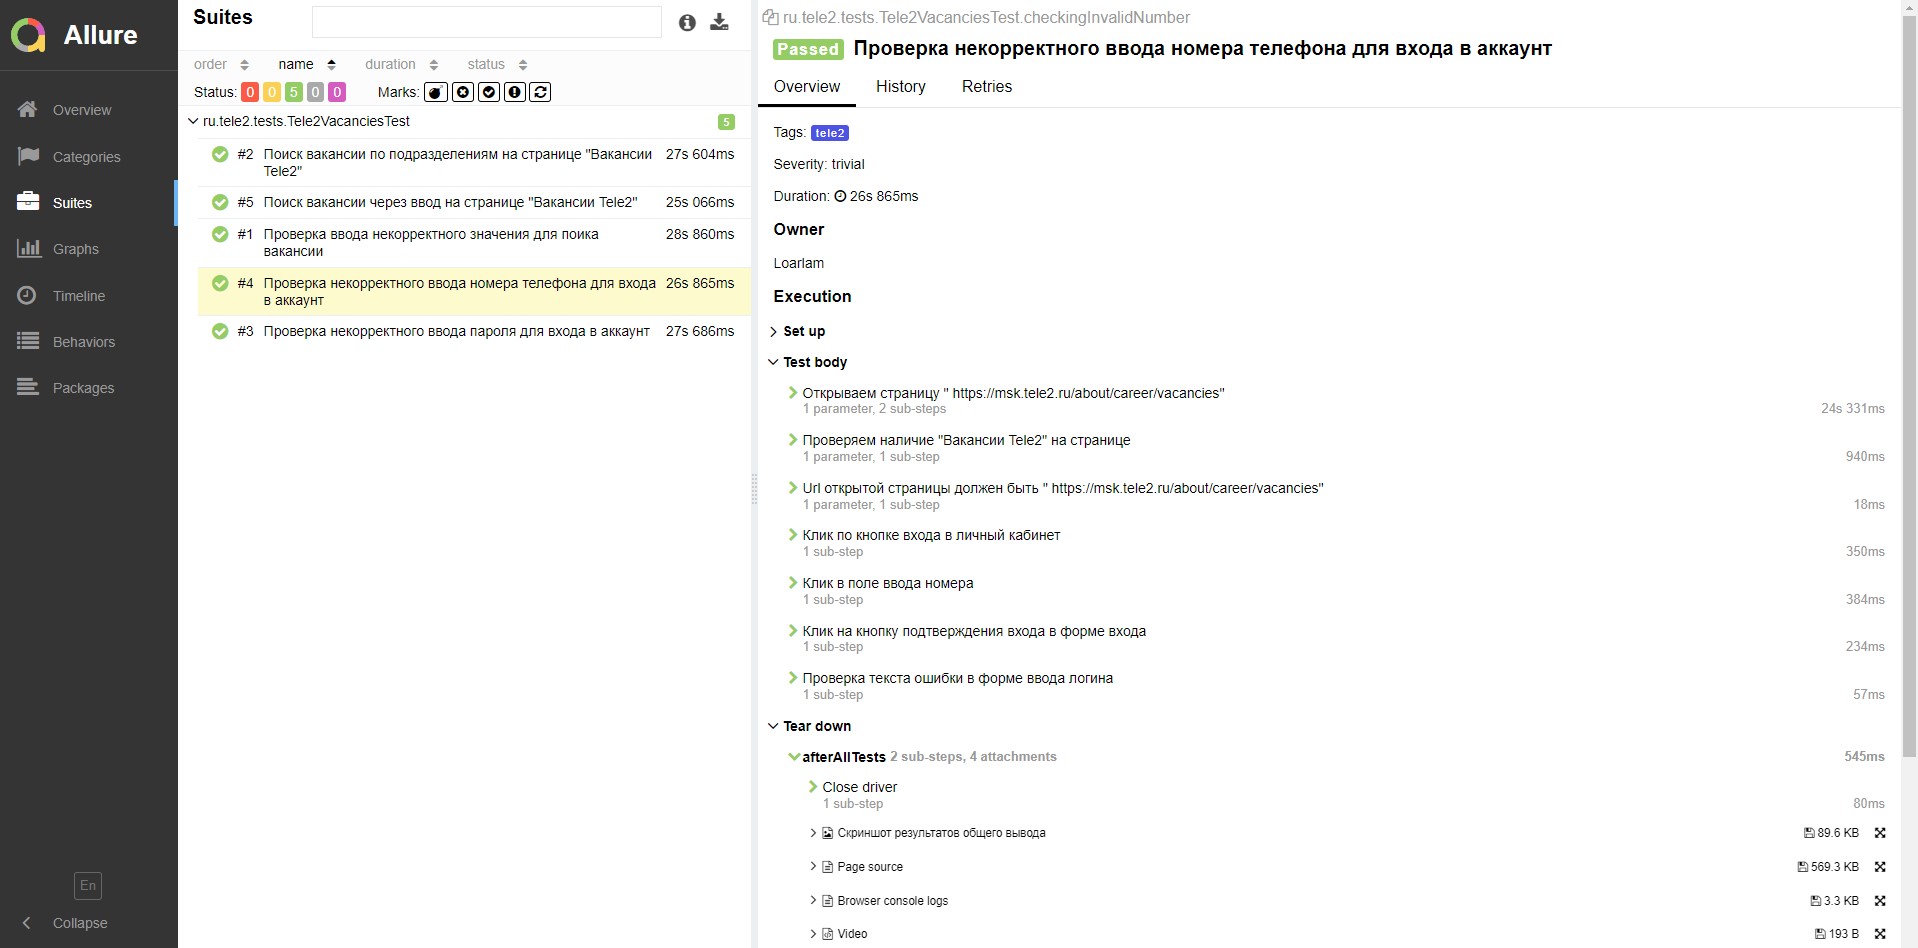 Allure
Overview
Categories
Suites
Graphs
Timeline
Behaviors
Packages
En
Collapse
Suites
order name duration status
Status: 0 0 5 0 0 Marks:
ru.tele2.tests.Tele2VacanciesTest 5
#2 Поиск вакансии по подразделениям на странице "Вакансии 27s 604ms
Tele2"
#5 Поиск вакансии через ввод на странице "Вакансии Tele2" 25s 066ms
#1 Проверка ввода некорректного значения для поика 28s 860ms
вакансии
#4 Проверка некорректного ввода номера телефона для входа 26s 865ms
в аккаунт
#3 Проверка некорректного ввода пароля для входа в аккаунт 27s 686ms
ru.tele2.tests.Tele2VacanciesTest.checkingInvalidNumber
Passed Проверка некорректного ввода номера телефона для входа в аккаунт
Overview History Retries
Tags: tele2
Severity: trivial
Duration: 26s 865ms
Owner
Loarlam
Execution
Set up
Test body
Открываем страницу " https://msk.tele2.ru/about/career/vacancies"
1 parameter, 2 sub-steps 24s 331ms
Проверяем наличие "Вакансии Tele2" на странице
1 parameter, 1 sub-step 940ms
Url открытой страницы должен быть " https://msk.tele2.ru/about/career/vacancies"
1 parameter, 1 sub-step 18ms
Клик по кнопке входа в личный кабинет
1 sub-step 350ms
Клик в поле ввода номера
1 sub-step 384ms
Клик на кнопку подтверждения входа в форме входа
1 sub-step 234ms
Проверка текста ошибки в форме ввода логина
1 sub-step 57ms
Tear down
afterAllTests 2 sub-steps, 4 attachments 545ms
Close driver
1 sub-step 80ms
Скриншот результатов общего вывода 89.6 KB
Page source 569.3 KB
Browser console logs 3.3 KB
Video 193 B